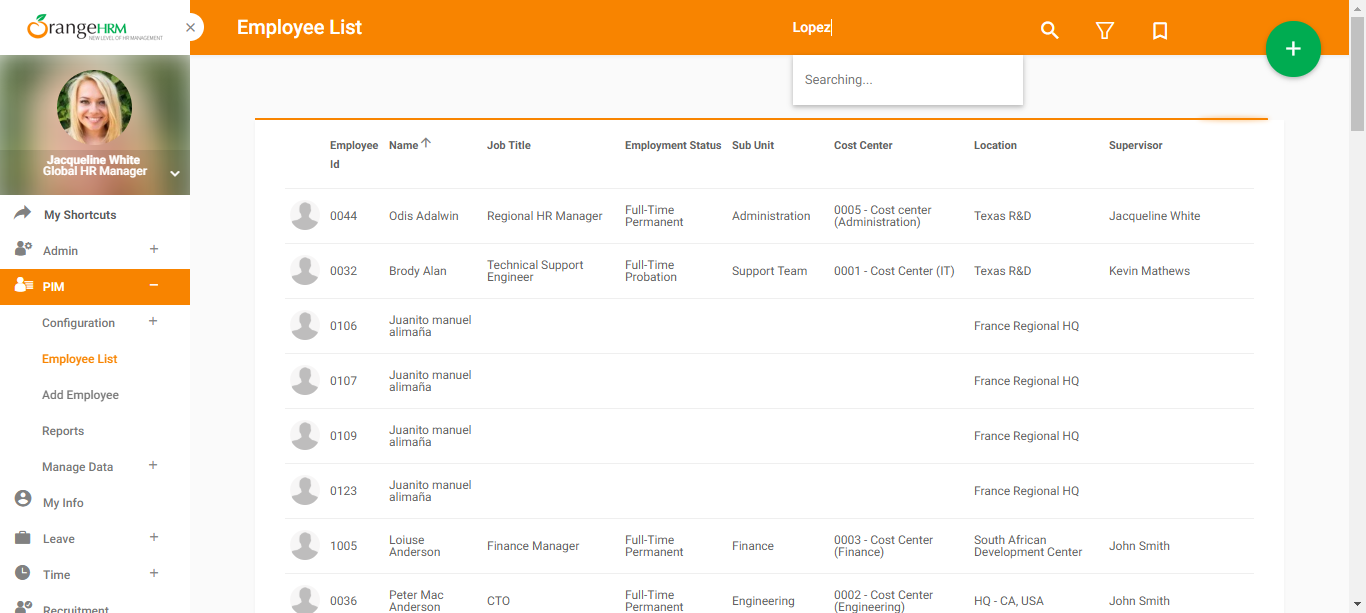 OrangeHRM
NEW LEVEL OF HR MANAGEMENT
Employee List
Lopez
Searching...
Jacqueline White
Global HR Manager
My Shortcuts
Admin
PIM
Configuration
Employee List
Add Employee
Reports
Manage Data
My Info
Leave
Time
Recruitment
Employee Id Name Job Title Employment Status Sub Unit Cost Center Location Supervisor
0044 Odis Adalwin Regional HR Manager Full-Time Permanent Administration 0005 - Cost center (Administration) Texas R&D Jacqueline White
0032 Brody Alan Technical Support Engineer Full-Time Probation Support Team 0001 - Cost Center (IT) Texas R&D Kevin Mathews
0106 Juanito manuel alimaña France Regional HQ
0107 Juanito manuel alimaña France Regional HQ
0109 Juanito manuel alimaña France Regional HQ
0123 Juanito manuel alimaña France Regional HQ
1005 Loiuse Anderson Finance Manager Full-Time Permanent Finance 0003 - Cost Center (Finance) South African Development Center John Smith
0036 Peter Mac Anderson CTO Full-Time Permanent Engineering 0002 - Cost Center (Engineering) HQ - CA, USA John Smith